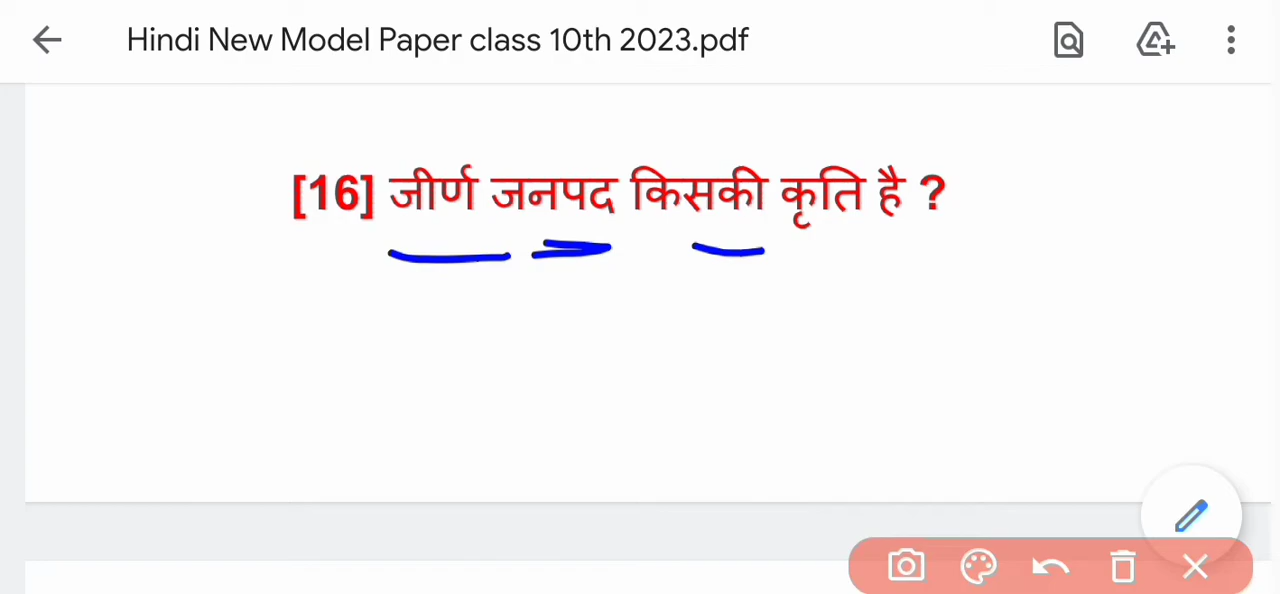 Hindi New Model Paper class 10th 2023.pdf
[16] जीर्ण जनपद किसकी कृति है ?